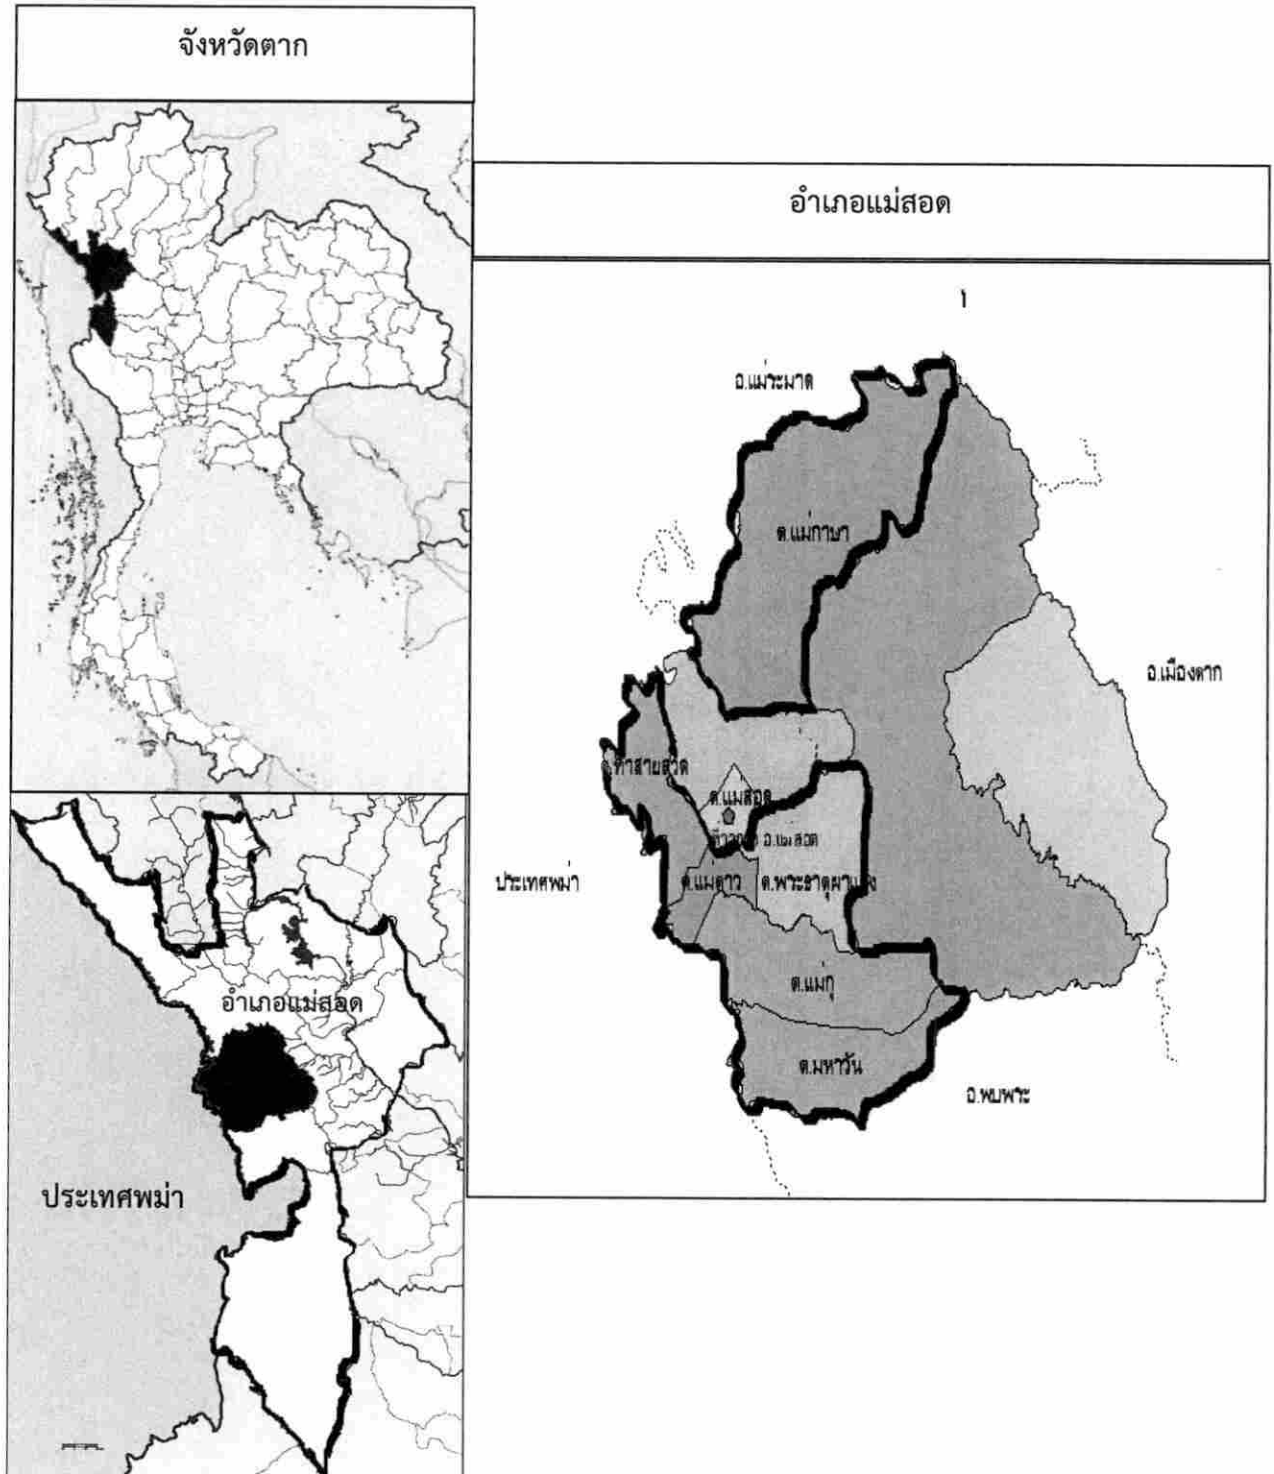 จังหวัดตาก
อำเภอแม่สอด
อ.แม่ระมาด
ต.แม่กาษา
อ.เมืองตาก
ต.ท่าสายลวด
ต.แม่สอด
อ.แม่สอด
ประเทศพม่า
ต.แม่ตาว
ต.พระธาตุผาแดง
ต.แม่กุ
ต.มหาวัน
อ.พบพระ
อำเภอแม่สอด
ประเทศพม่า